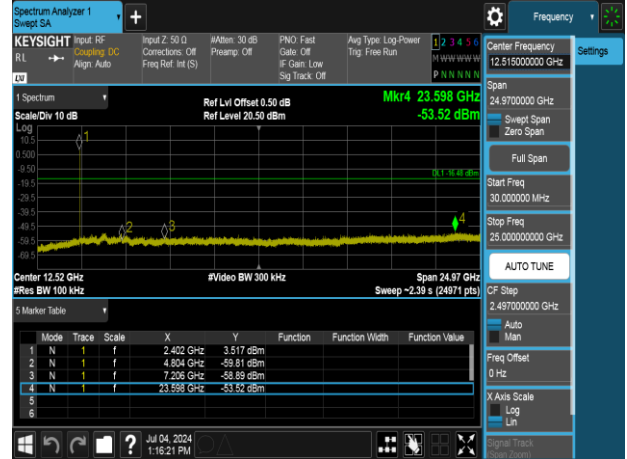 Spectrum Analyzer 1
Swept SA
Frequency
KEYSIGHT
RL
LXI
Input: RF
Coupling: DC
Align: Auto
Input Z: 50 Ω
Corrections: Off
Freq Ref: Int (S)
#Atten: 30 dB
Preamp: Off
PNO: Fast
Gate: Off
IF Gain: Low
Sig Track: Off
Avg Type: Log-Power
Trig: Free Run
1 2 3 4 5 6
M W W W W W
P N N N N N
1 Spectrum
Scale/Div 10 dB
Ref Lvl Offset 0.50 dB
Ref Level 20.50 dBm
Mkr4 23.598 GHz
-53.52 dBm
Log
10.5
0.500
-9.50
-19.5
-29.5
-39.5
-49.5
-59.5
-69.5
1
2
3
4
DL1 -16.48 dBm
Center 12.52 GHz
#Res BW 100 kHz
#Video BW 300 kHz
Span 24.97 GHz
Sweep ~2.39 s (24971 pts)
5 Marker Table
Mode Trace Scale X Y Function Function Width Function Value
1 N 1 f 2.402 GHz 3.517 dBm
2 N 1 f 4.804 GHz -59.81 dBm
3 N 1 f 7.206 GHz -58.89 dBm
4 N 1 f 23.598 GHz -53.52 dBm
5
6
?
Jul 04, 2024
1:16:21 PM
Center Frequency
12.515000000 GHz
Settings
Span
24.9700000 GHz
Swept Span
Zero Span
Full Span
Start Freq
30.000000 MHz
Stop Freq
25.000000000 GHz
AUTO TUNE
CF Step
2.497000000 GHz
Auto
Man
Freq Offset
0 Hz
X Axis Scale
Log
Lin
Signal Track
(Span Zoom)